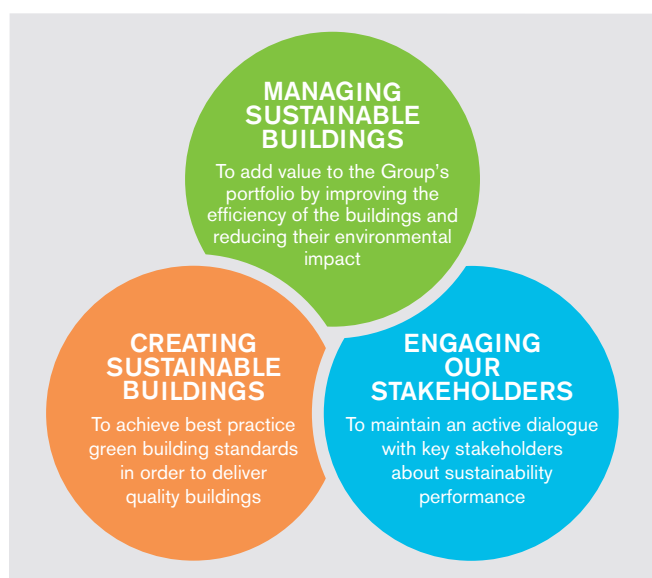 MANAGING
SUSTAINABLE
BUILDINGS
To add value to the Group's
portfolio by improving the
efficiency of the buildings and
reducing their environmental
impact
CREATING
SUSTAINABLE
BUILDINGS
To achieve best practice
green building standards
in order to deliver
quality buildings
ENGAGING
OUR
STAKEHOLDERS
To maintain an active dialogue
with key stakeholders
about sustainability
performance